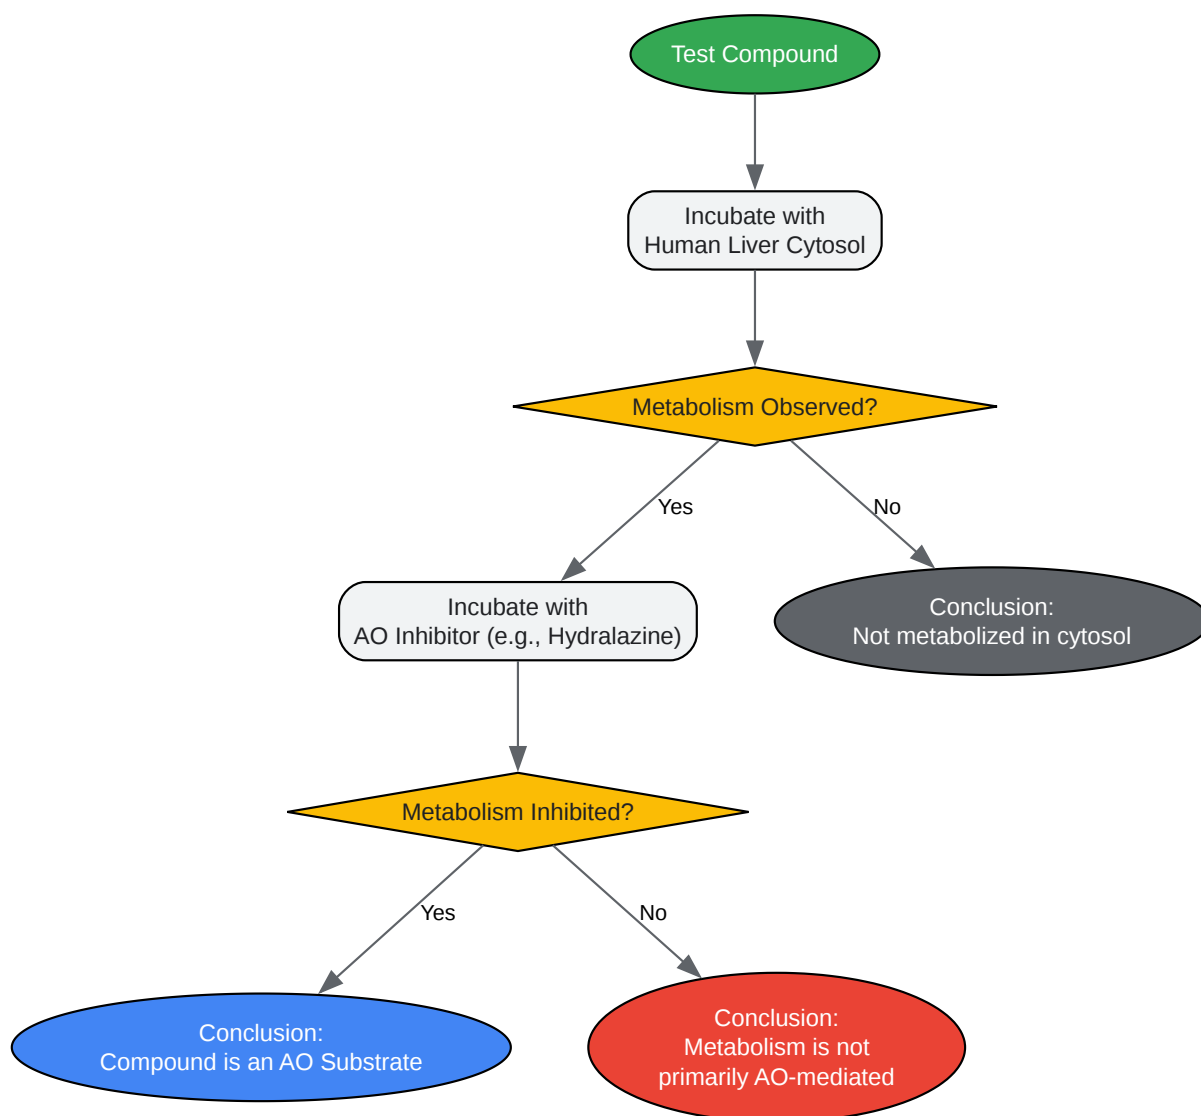 Test Compound
Incubate with
Human Liver Cytosol
Metabolism Observed?
Yes
No
Incubate with
AO Inhibitor (e.g., Hydralazine)
Conclusion:
Not metabolized in cytosol
Metabolism Inhibited?
Yes
No
Conclusion:
Compound is an AO Substrate
Conclusion:
Metabolism is not
primarily AO-mediated